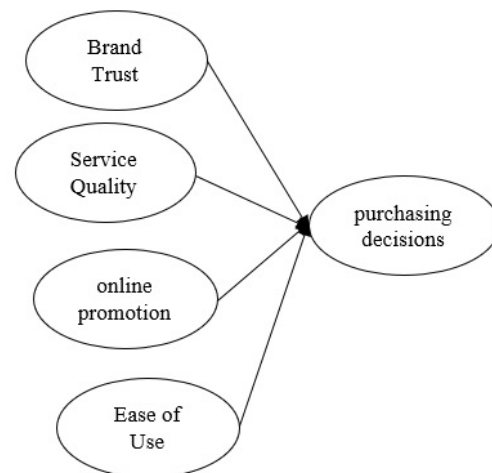 Brand
Trust
Service
Quality
online
promotion
Ease of
Use
purchasing
decisions